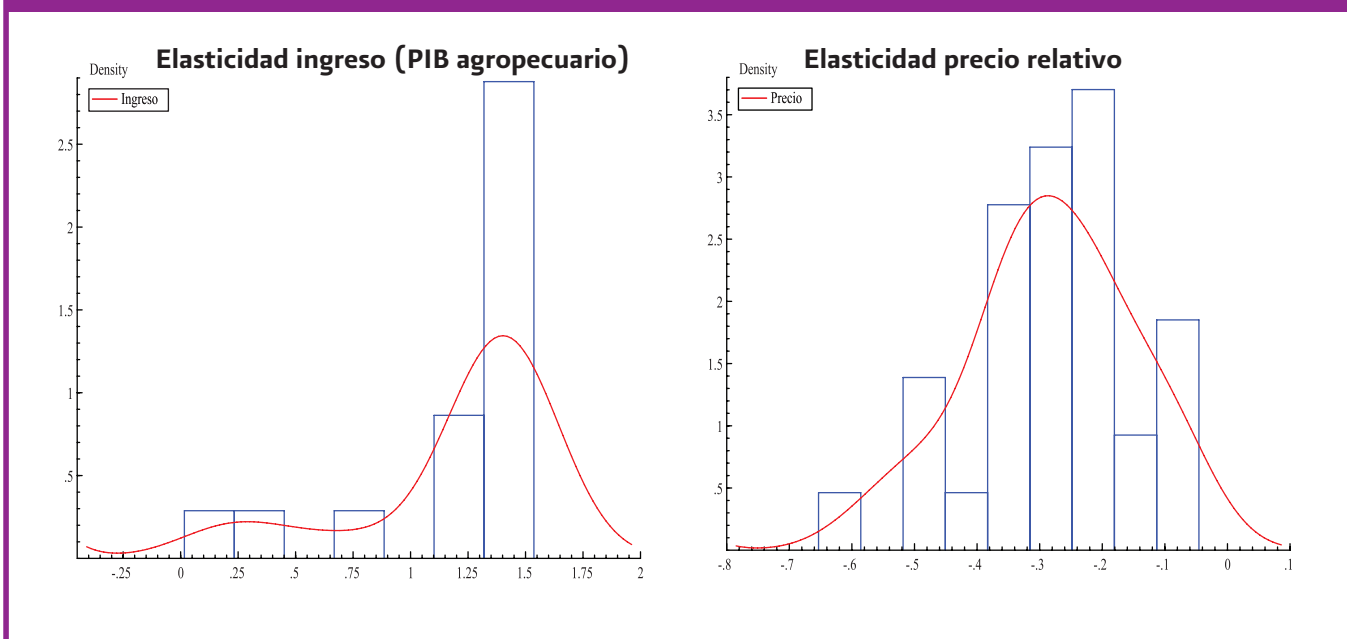 Elasticidad ingreso (PIB agropecuario)
Density
Ingreso
2.5
2
1.5
1
.5
-.25 0 .25 .5 .75 1 1.25 1.5 1.75 2
Elasticidad precio relativo
Density
Precio
3.5
3
2.5
2
1.5
1
.5
-.8 -.7 -.6 -.5 -.4 -.3 -.2 -.1 0 .1